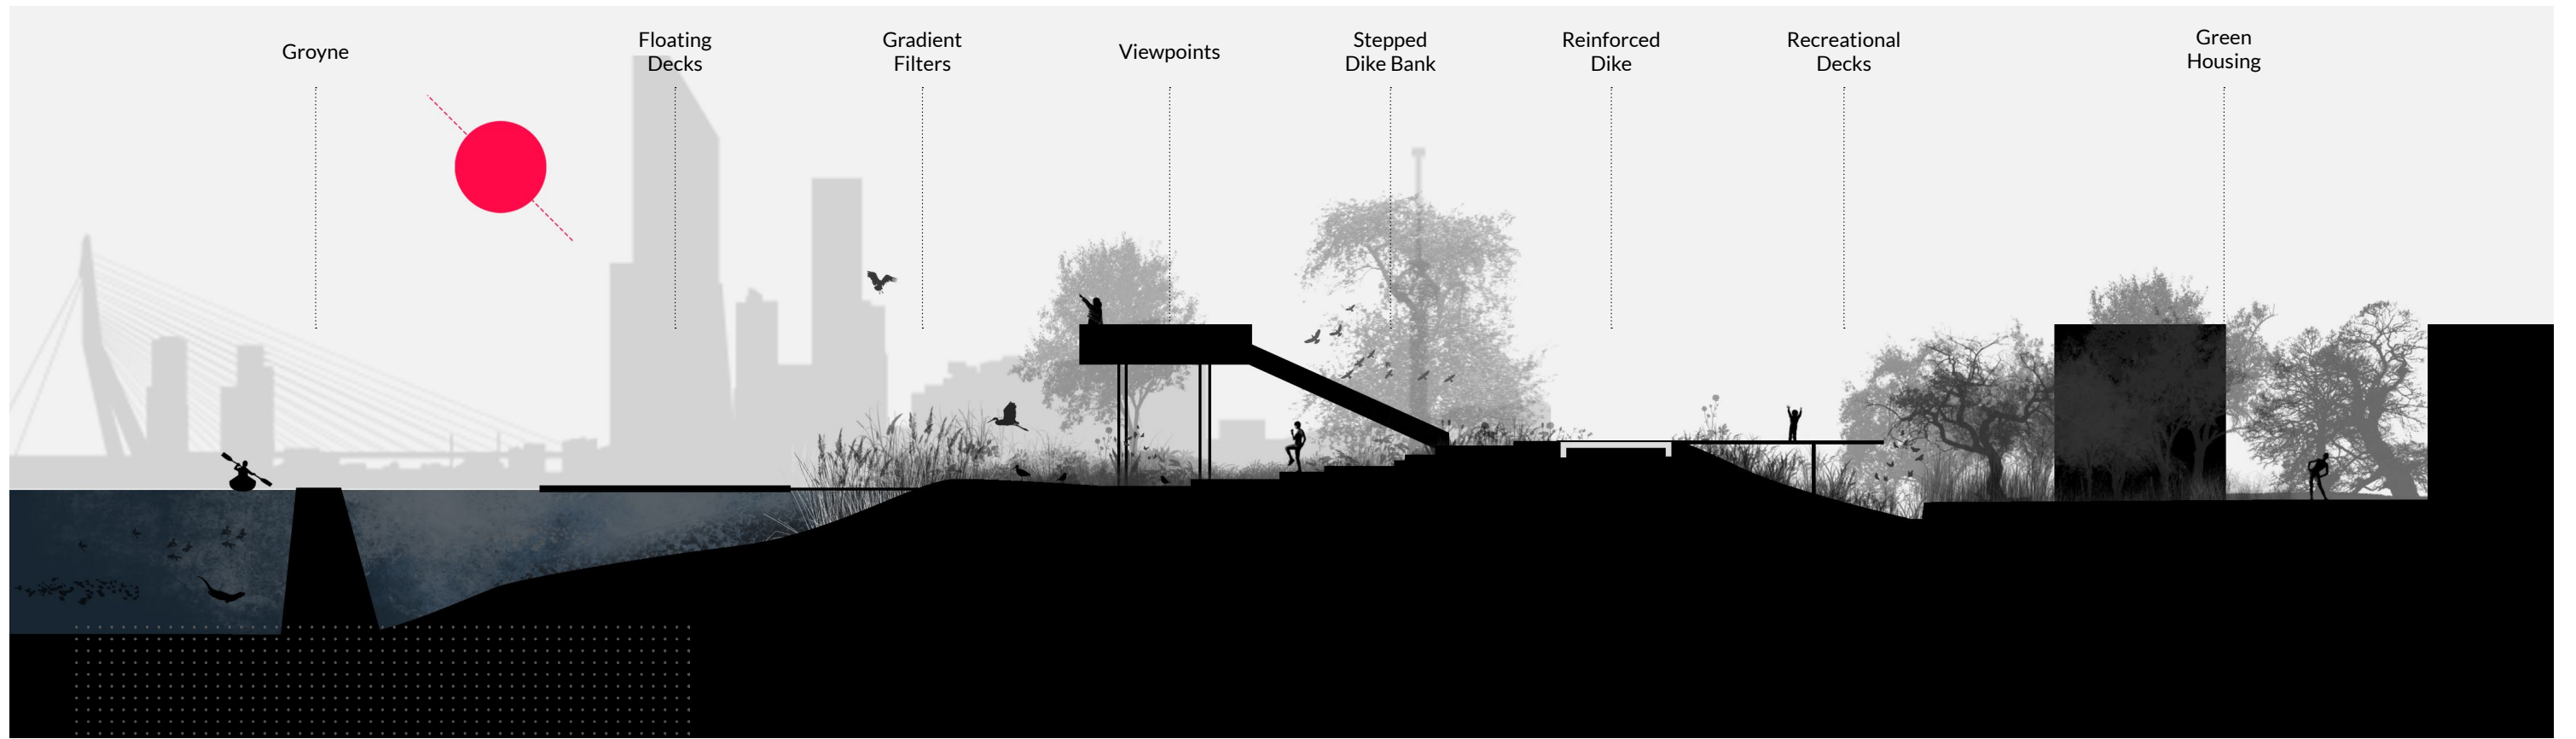 Groyne
Floating
Decks
Gradient
Filters
Viewpoints
Stepped
Dike Bank
Reinforced
Dike
Recreational
Decks
Green
Housing